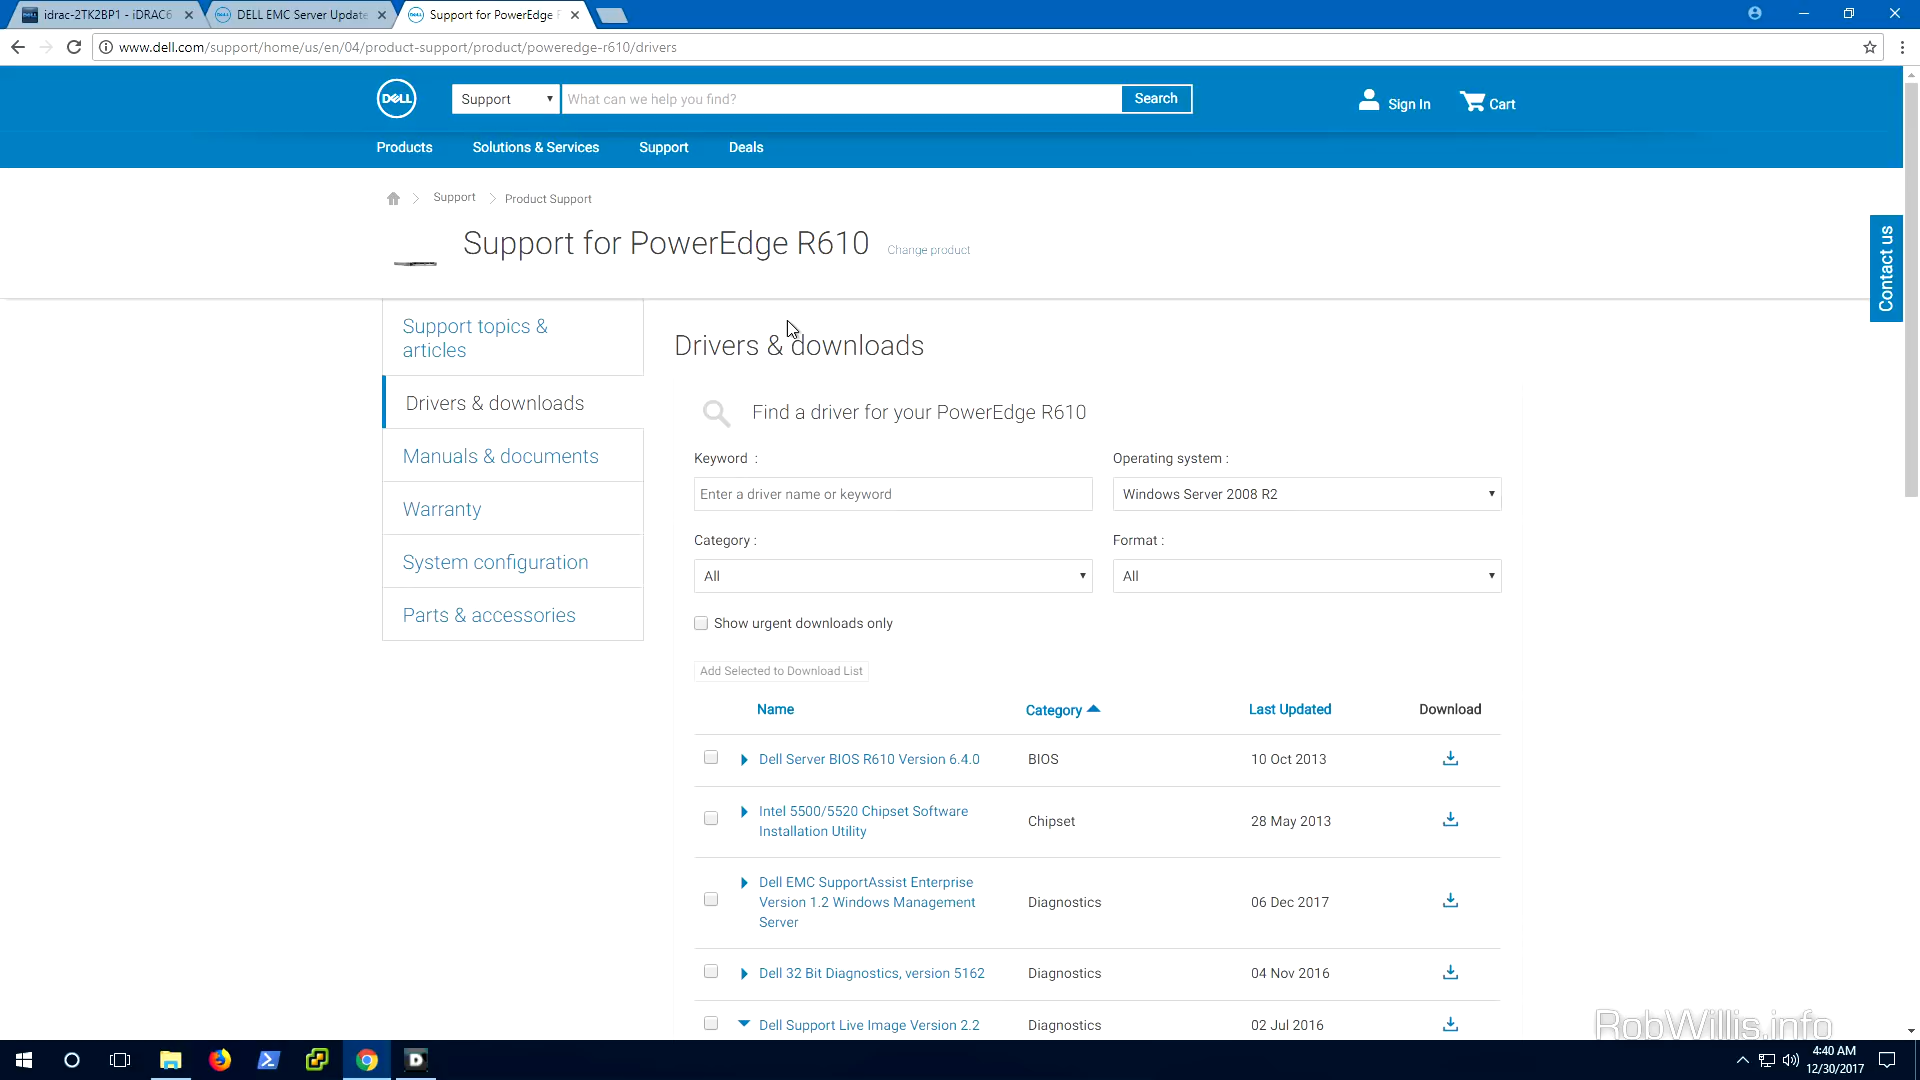 idrac-2TK2BP1 - iDRAC6
DELL EMC Server Update
Support for PowerEdge F
www.dell.com/support/home/us/en/04/product-support/product/poweredge-r610/drivers
DELL
Support
What can we help you find?
Search
Sign In
Cart
Products
Solutions & Services
Support
Deals
Support
Product Support
Support for PowerEdge R610
Change product
Contact us
Support topics &
articles
Drivers & downloads
Manuals & documents
Warranty
System configuration
Parts & accessories
Drivers & downloads
Find a driver for your PowerEdge R610
Keyword :
Operating system :
Enter a driver name or keyword
Windows Server 2008 R2
Category :
Format :
All
All
Show urgent downloads only
Add Selected to Download List
Name
Category
Last Updated
Download
Dell Server BIOS R610 Version 6.4.0
BIOS
10 Oct 2013
Intel 5500/5520 Chipset Software
Installation Utility
Chipset
28 May 2013
Dell EMC SupportAssist Enterprise
Version 1.2 Windows Management
Server
Diagnostics
06 Dec 2017
Dell 32 Bit Diagnostics, version 5162
Diagnostics
04 Nov 2016
Dell Support Live Image Version 2.2
Diagnostics
02 Jul 2016
RobWillis.info
4:40 AM
12/30/2017